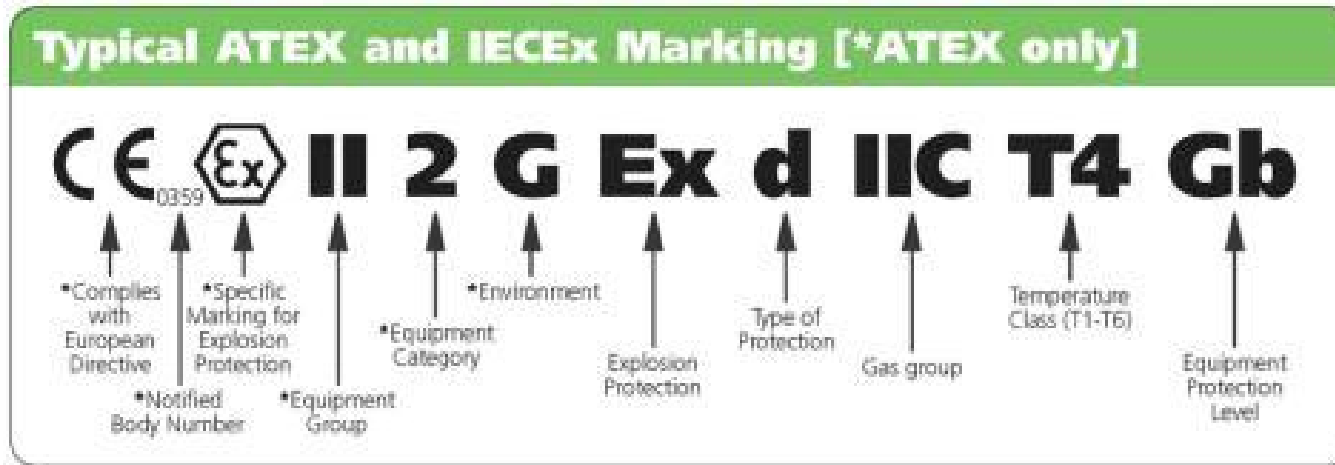 Typical ATEX and IECEx Marking [*ATEX only]
CE 0359 Ex II 2 G Ex d IIC T4 Gb
*Complies
with
European
Directive
*Notified
Body Number
*Specific
Marking for
Explosion
Protection
*Equipment
Group
*Equipment
Category
*Environment
Explosion
Protection
Type of
Protection
Gas group
Temperature
Class (T1-T6)
Equipment
Protection
Level